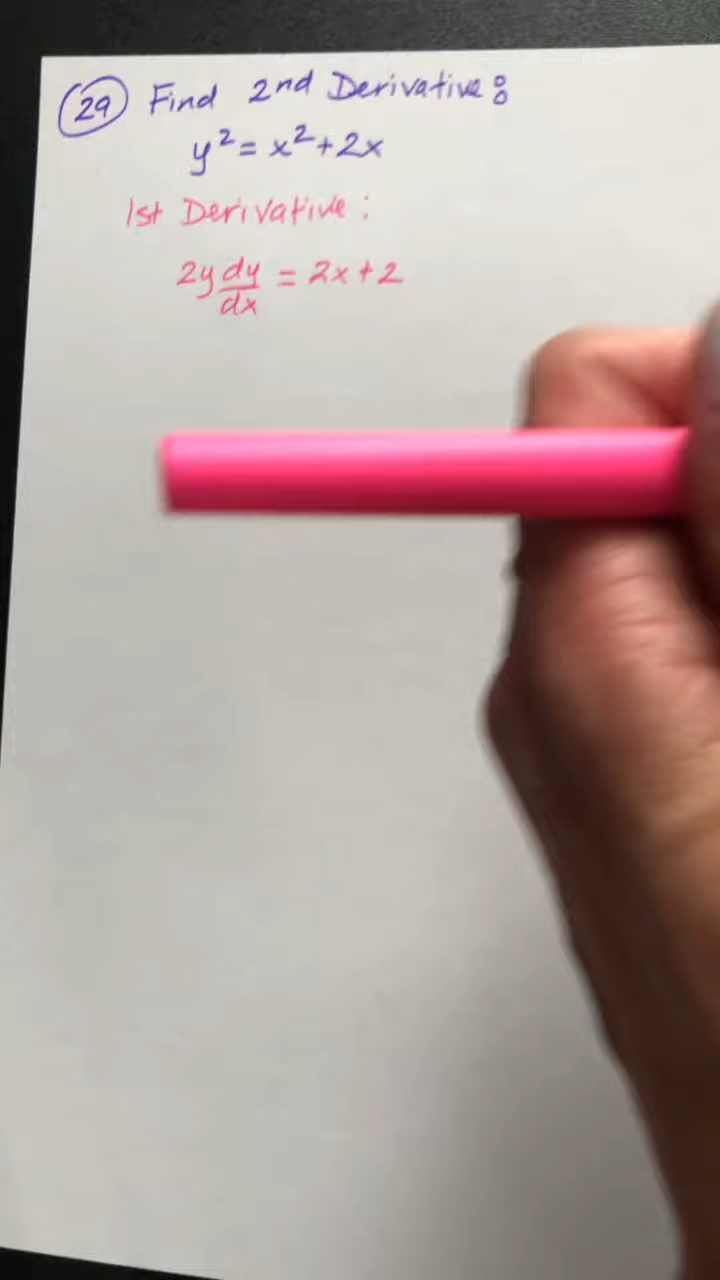 29 Find 2nd Derivative:
y² = x² + 2x
1st Derivative:
2y dy/dx = 2x + 2